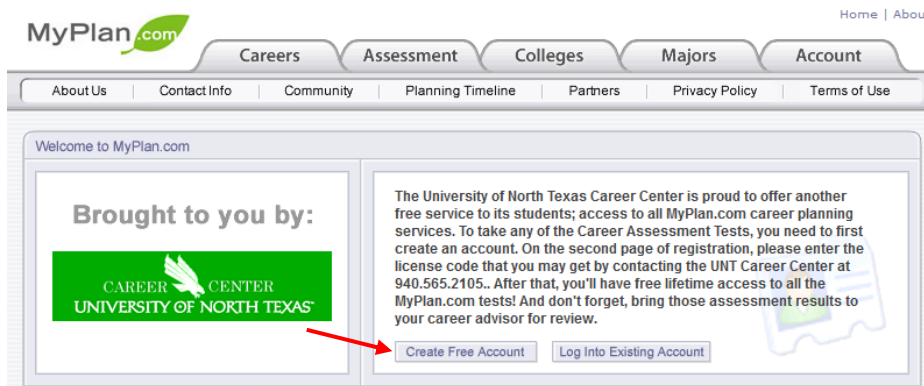 Home | Abou
MyPlan.com
Careers Assessment Colleges Majors Account
About Us Contact Info Community Planning Timeline Partners Privacy Policy Terms of Use
Welcome to MyPlan.com
Brought to you by:
CAREER CENTER
UNIVERSITY OF NORTH TEXAS
The University of North Texas Career Center is proud to offer another
free service to its students; access to all MyPlan.com career planning
services. To take any of the Career Assessment Tests, you need to first
create an account. On the second page of registration, please enter the
license code that you may get by contacting the UNT Career Center at
940.565.2105.. After that, you'll have free lifetime access to all the
MyPlan.com tests! And don't forget, bring those assessment results to
your career advisor for review.
Create Free Account Log Into Existing Account